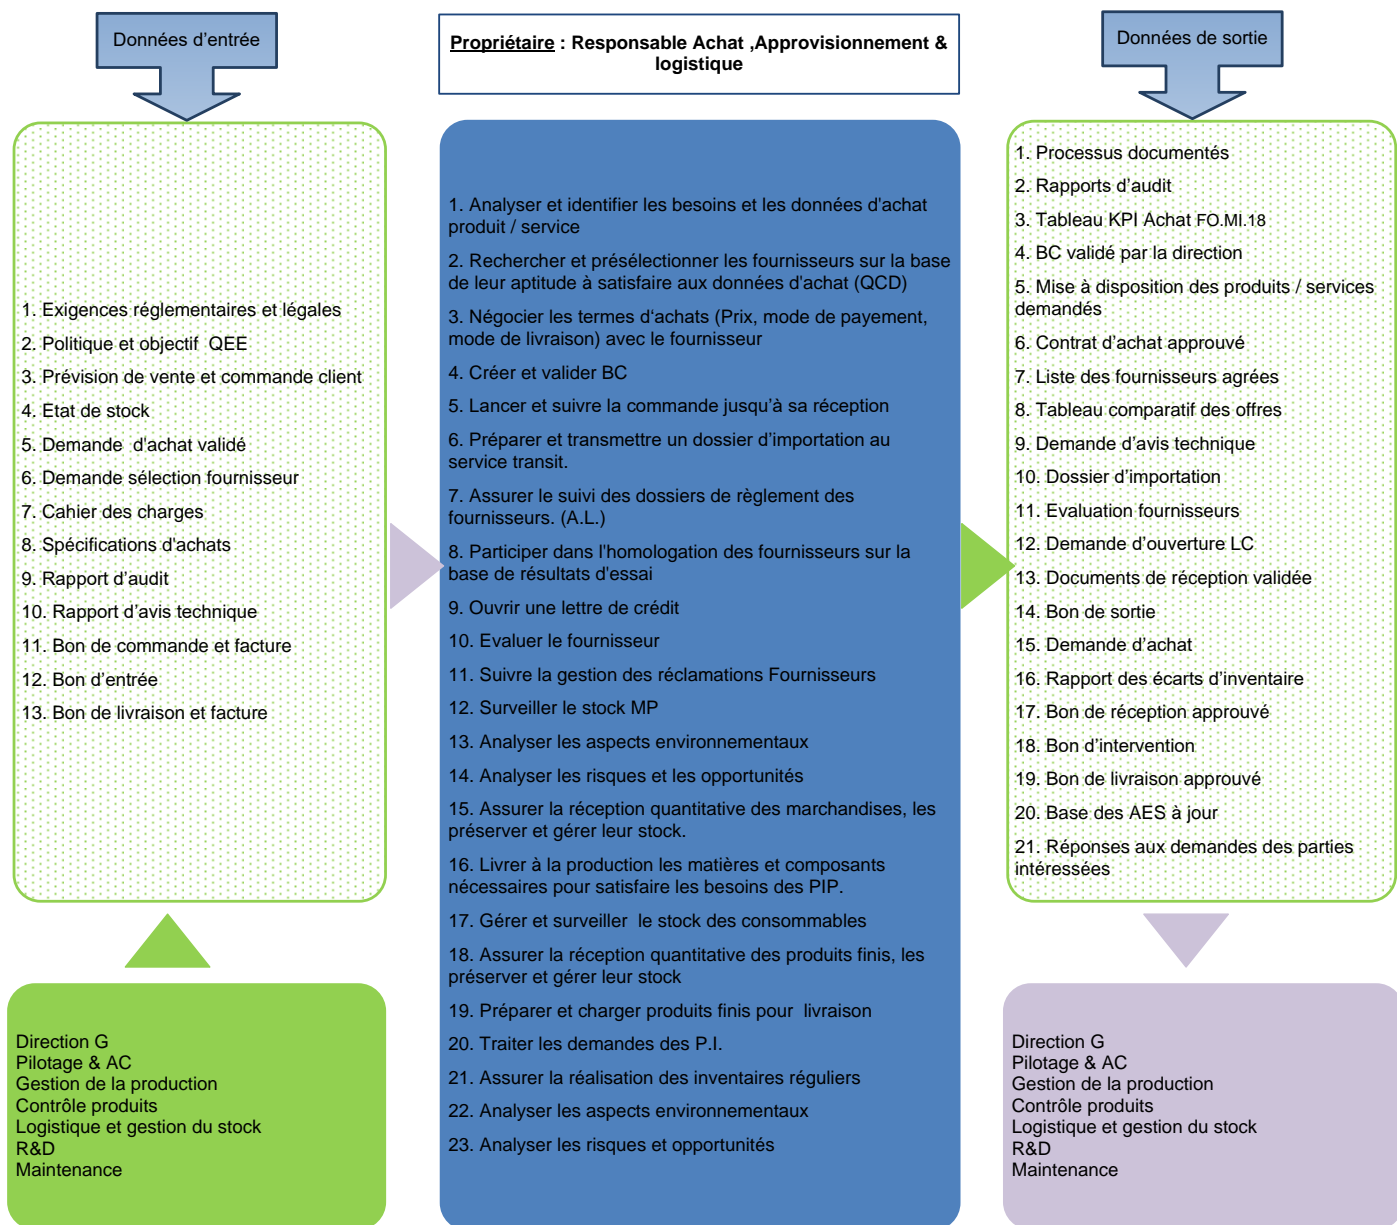 Données d’entrée
Propriétaire : Responsable Achat ,Approvisionnement &
logistique
Données de sortie
1. Exigences réglementaires et légales
2. Politique et objectif  QEE
3. Prévision de vente et commande client
4. Etat de stock
5. Demande  d'achat validé
6. Demande sélection fournisseur
7. Cahier des charges
8. Spécifications d'achats
9. Rapport d’audit
10. Rapport d’avis technique
11. Bon de commande et facture
12. Bon d’entrée
13. Bon de livraison et facture
1. Analyser et identifier les besoins et les données d'achat
produit / service
2. Rechercher et présélectionner les fournisseurs sur la base
de leur aptitude à satisfaire aux données d'achat (QCD)
3. Négocier les termes d‘achats (Prix, mode de payement,
mode de livraison) avec le fournisseur
4. Créer et valider BC
5. Lancer et suivre la commande jusqu’à sa réception
6. Préparer et transmettre un dossier d’importation au
service transit.
7. Assurer le suivi des dossiers de règlement des
fournisseurs. (A.L.)
8. Participer dans l'homologation des fournisseurs sur la
base de résultats d'essai
9. Ouvrir une lettre de crédit
10. Evaluer le fournisseur
11. Suivre la gestion des réclamations Fournisseurs
12. Surveiller le stock MP
13. Analyser les aspects environnementaux
14. Analyser les risques et les opportunités
15. Assurer la réception quantitative des marchandises, les
préserver et gérer leur stock.
16. Livrer à la production les matières et composants
nécessaires pour satisfaire les besoins des PIP.
17. Gérer et surveiller  le stock des consommables
18. Assurer la réception quantitative des produits finis, les
préserver et gérer leur stock
19. Préparer et charger produits finis pour  livraison
20. Traiter les demandes des P.I.
21. Assurer la réalisation des inventaires réguliers
22. Analyser les aspects environnementaux
23. Analyser les risques et opportunités
1. Processus documentés
2. Rapports d’audit
3. Tableau KPI Achat FO.MI.18
4. BC validé par la direction
5. Mise à disposition des produits / services
demandés
6. Contrat d’achat approuvé
7. Liste des fournisseurs agrées
8. Tableau comparatif des offres
9. Demande d’avis technique
10. Dossier d’importation
11. Evaluation fournisseurs
12. Demande d’ouverture LC
13. Documents de réception validée
14. Bon de sortie
15. Demande d’achat
16. Rapport des écarts d’inventaire
17. Bon de réception approuvé
18. Bon d’intervention
19. Bon de livraison approuvé
20. Base des AES à jour
21. Réponses aux demandes des parties
intéressées
Direction G
Pilotage & AC
Gestion de la production
Contrôle produits
Logistique et gestion du stock
R&D
Maintenance
Direction G
Pilotage & AC
Gestion de la production
Contrôle produits
Logistique et gestion du stock
R&D
Maintenance